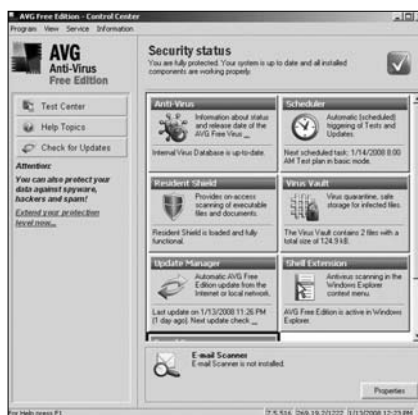 AVG Free Edition - Control Center
Program View Service Information
AVG
Anti-Virus
Free Edition
Test Center
Help Topics
Check for Updates
Attention:
You can also protect your
data against spyware,
hackers and spam!
Extend your protection
level now...
Security status
You are fully protected. Your system is up to date and all installed
components are working properly.
Anti-Virus
Information about status
and release date of the
AVG Free Virus ...
Internal Virus Database is up-to-date.
Scheduler
Automatic (scheduled)
triggering of Tests and
Updates.
Next scheduled task: 1/14/2008 8:00
AM Test plan in basic mode.
Resident Shield
Provides on-access
scanning of executable
files and documents.
Resident Shield is loaded and fully
functional.
Virus Vault
Virus quarantine, safe
storage for infected files.
The Virus Vault contains 2 files with a
total size of 124.9 kB.
Update Manager
Automatic AVG Free
Edition update from the
Internet or local network.
Last update on 1/13/2008 11:26 PM
(1 day ago). Next update check ...
Shell Extension
Antivirus scanning in the
Windows Explorer
context menu.
AVG Free Edition is active in Windows
Explorer.
E-mail Scanner
E-mail Scanner is not installed.
Properties
For Help press F1